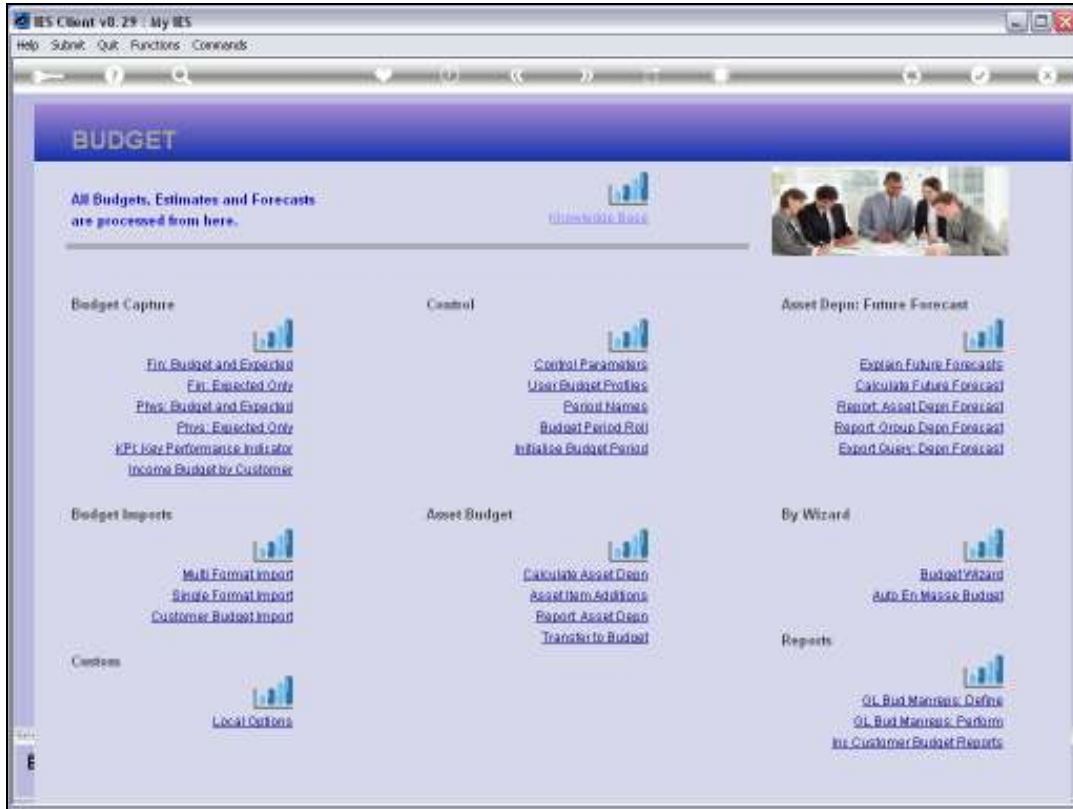 IES Client v8.29 : My IES
Help Submit Quit Functions Commands
BUDGET
All Budgets, Estimates and Forecasts
are processed from here.
Knowledge Base
Budget Capture
Fin: Budget and Expected
Fin: Expected Only
Phys: Budget and Expected
Phys: Expected Only
KPI: Key Performance Indicator
Income Budget by Customer
Control
Control Parameters
User Budget Profiles
Period Names
Budget Period Roll
Initialise Budget Period
Asset Depn: Future Forecast
Explain Future Forecasts
Calculate Future Forecast
Report: Asset Depn Forecast
Report: Group Depn Forecast
Export Query: Depn Forecast
Budget Imports
Multi Format Import
Single Format Import
Customer Budget Import
Asset Budget
Calculate Asset Depn
Asset Item Additions
Report Asset Depn
Transfer to Budget
By Wizard
Budget Wizard
Auto En Masse Budget
Custom
Local Options
Reports
GL Bud Manreps: Define
GL Bud Manreps: Perform
Inc Customer Budget Reports